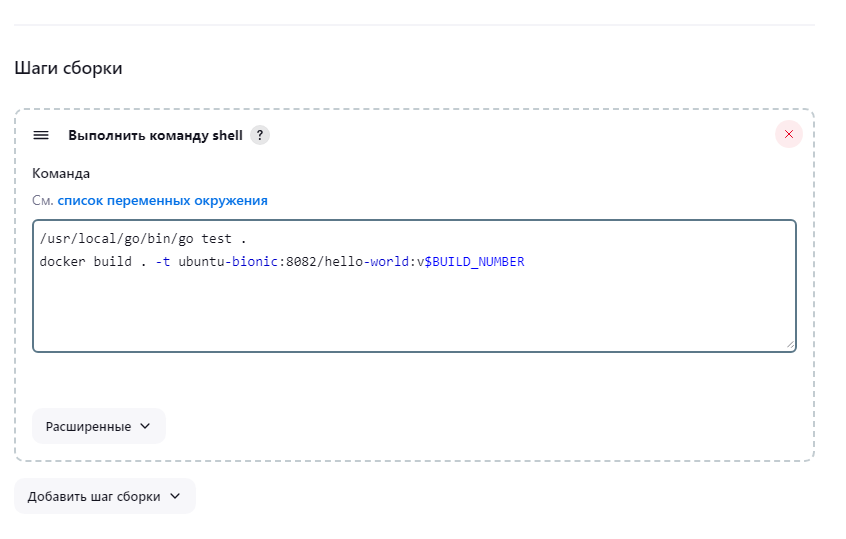 Шаги сборки
Выполнить команду shell ?
Команда
См. список переменных окружения
/usr/local/go/bin/go test .
docker build . -t ubuntu-bionic:8082/hello-world:v$BUILD_NUMBER
Расширенные
Добавить шаг сборки